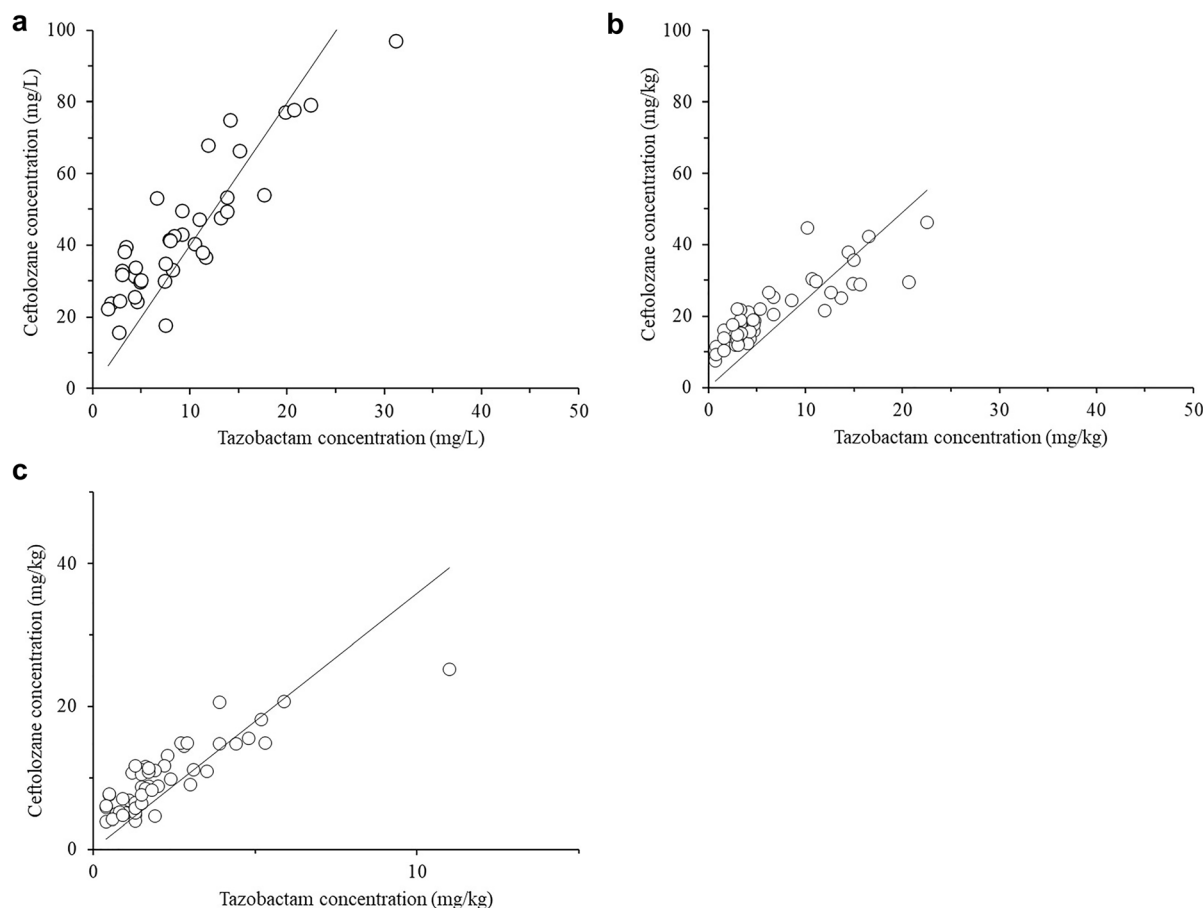 a
100
80
60
40
20
0
Ceftolozane concentration (mg/L)
0 10 20 30 40 50
Tazobactam concentration (mg/L)
b
100
80
60
40
20
0
Ceftolozane concentration (mg/kg)
0 10 20 30 40 50
Tazobactam concentration (mg/kg)
c
40
20
0
Ceftolozane concentration (mg/kg)
0 10
Tazobactam concentration (mg/kg)